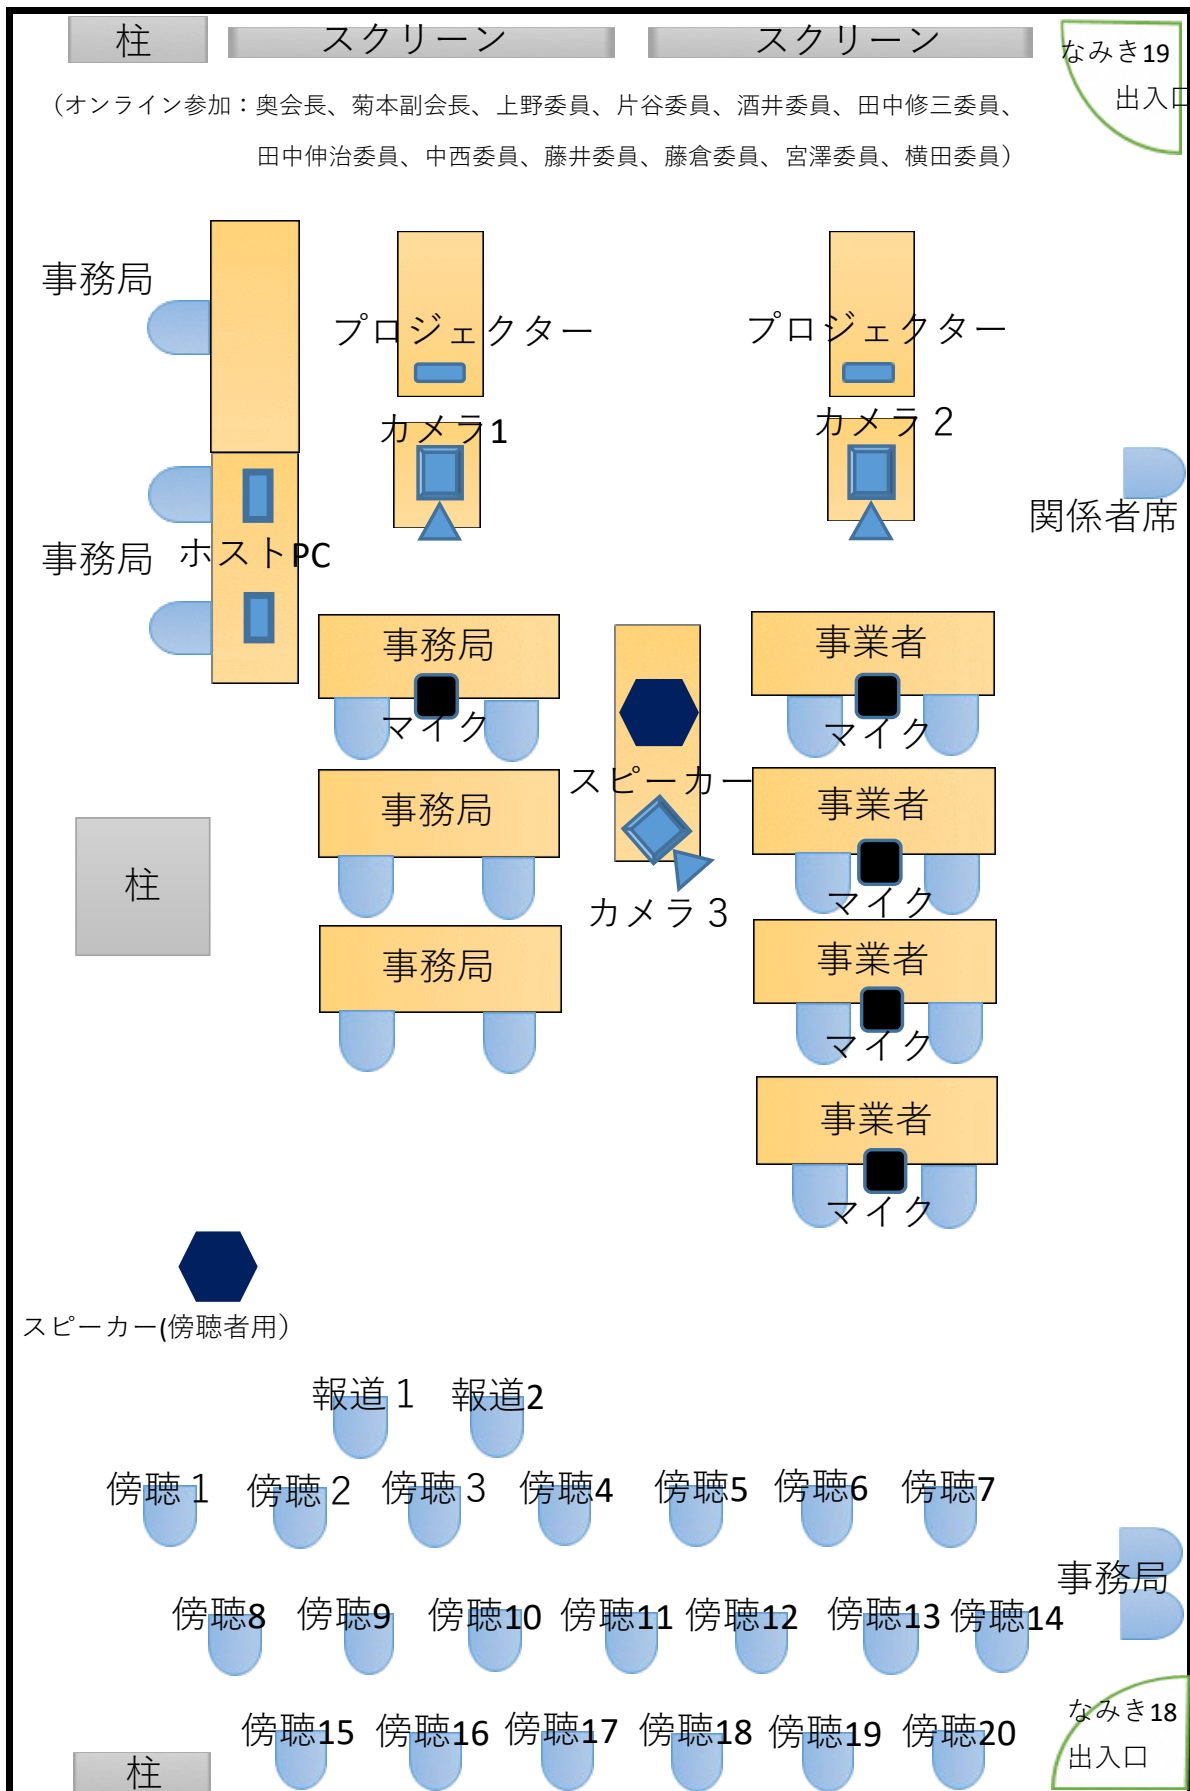 柱
スクリーン
スクリーン
なみき19
出入口
（オンライン参加：奥会長、菊本副会長、上野委員、片谷委員、酒井委員、田中修三委員、
田中伸治委員、中西委員、藤井委員、藤倉委員、宮澤委員、横田委員）
事務局
プロジェクター
プロジェクター
カメラ1
カメラ２
関係者席
事務局
ホストPC
事務局
マイク
事業者
マイク
スピーカー
事務局
事業者
マイク
柱
カメラ３
事務局
事業者
マイク
事業者
マイク
スピーカー(傍聴者用）
報道１
報道2
傍聴１
傍聴２
傍聴３
傍聴4
傍聴5
傍聴6
傍聴7
事務局
傍聴8
傍聴9
傍聴10
傍聴11
傍聴12
傍聴13
傍聴14
傍聴15
傍聴16
傍聴17
傍聴18
傍聴19
傍聴20
なみき18
出入口
柱